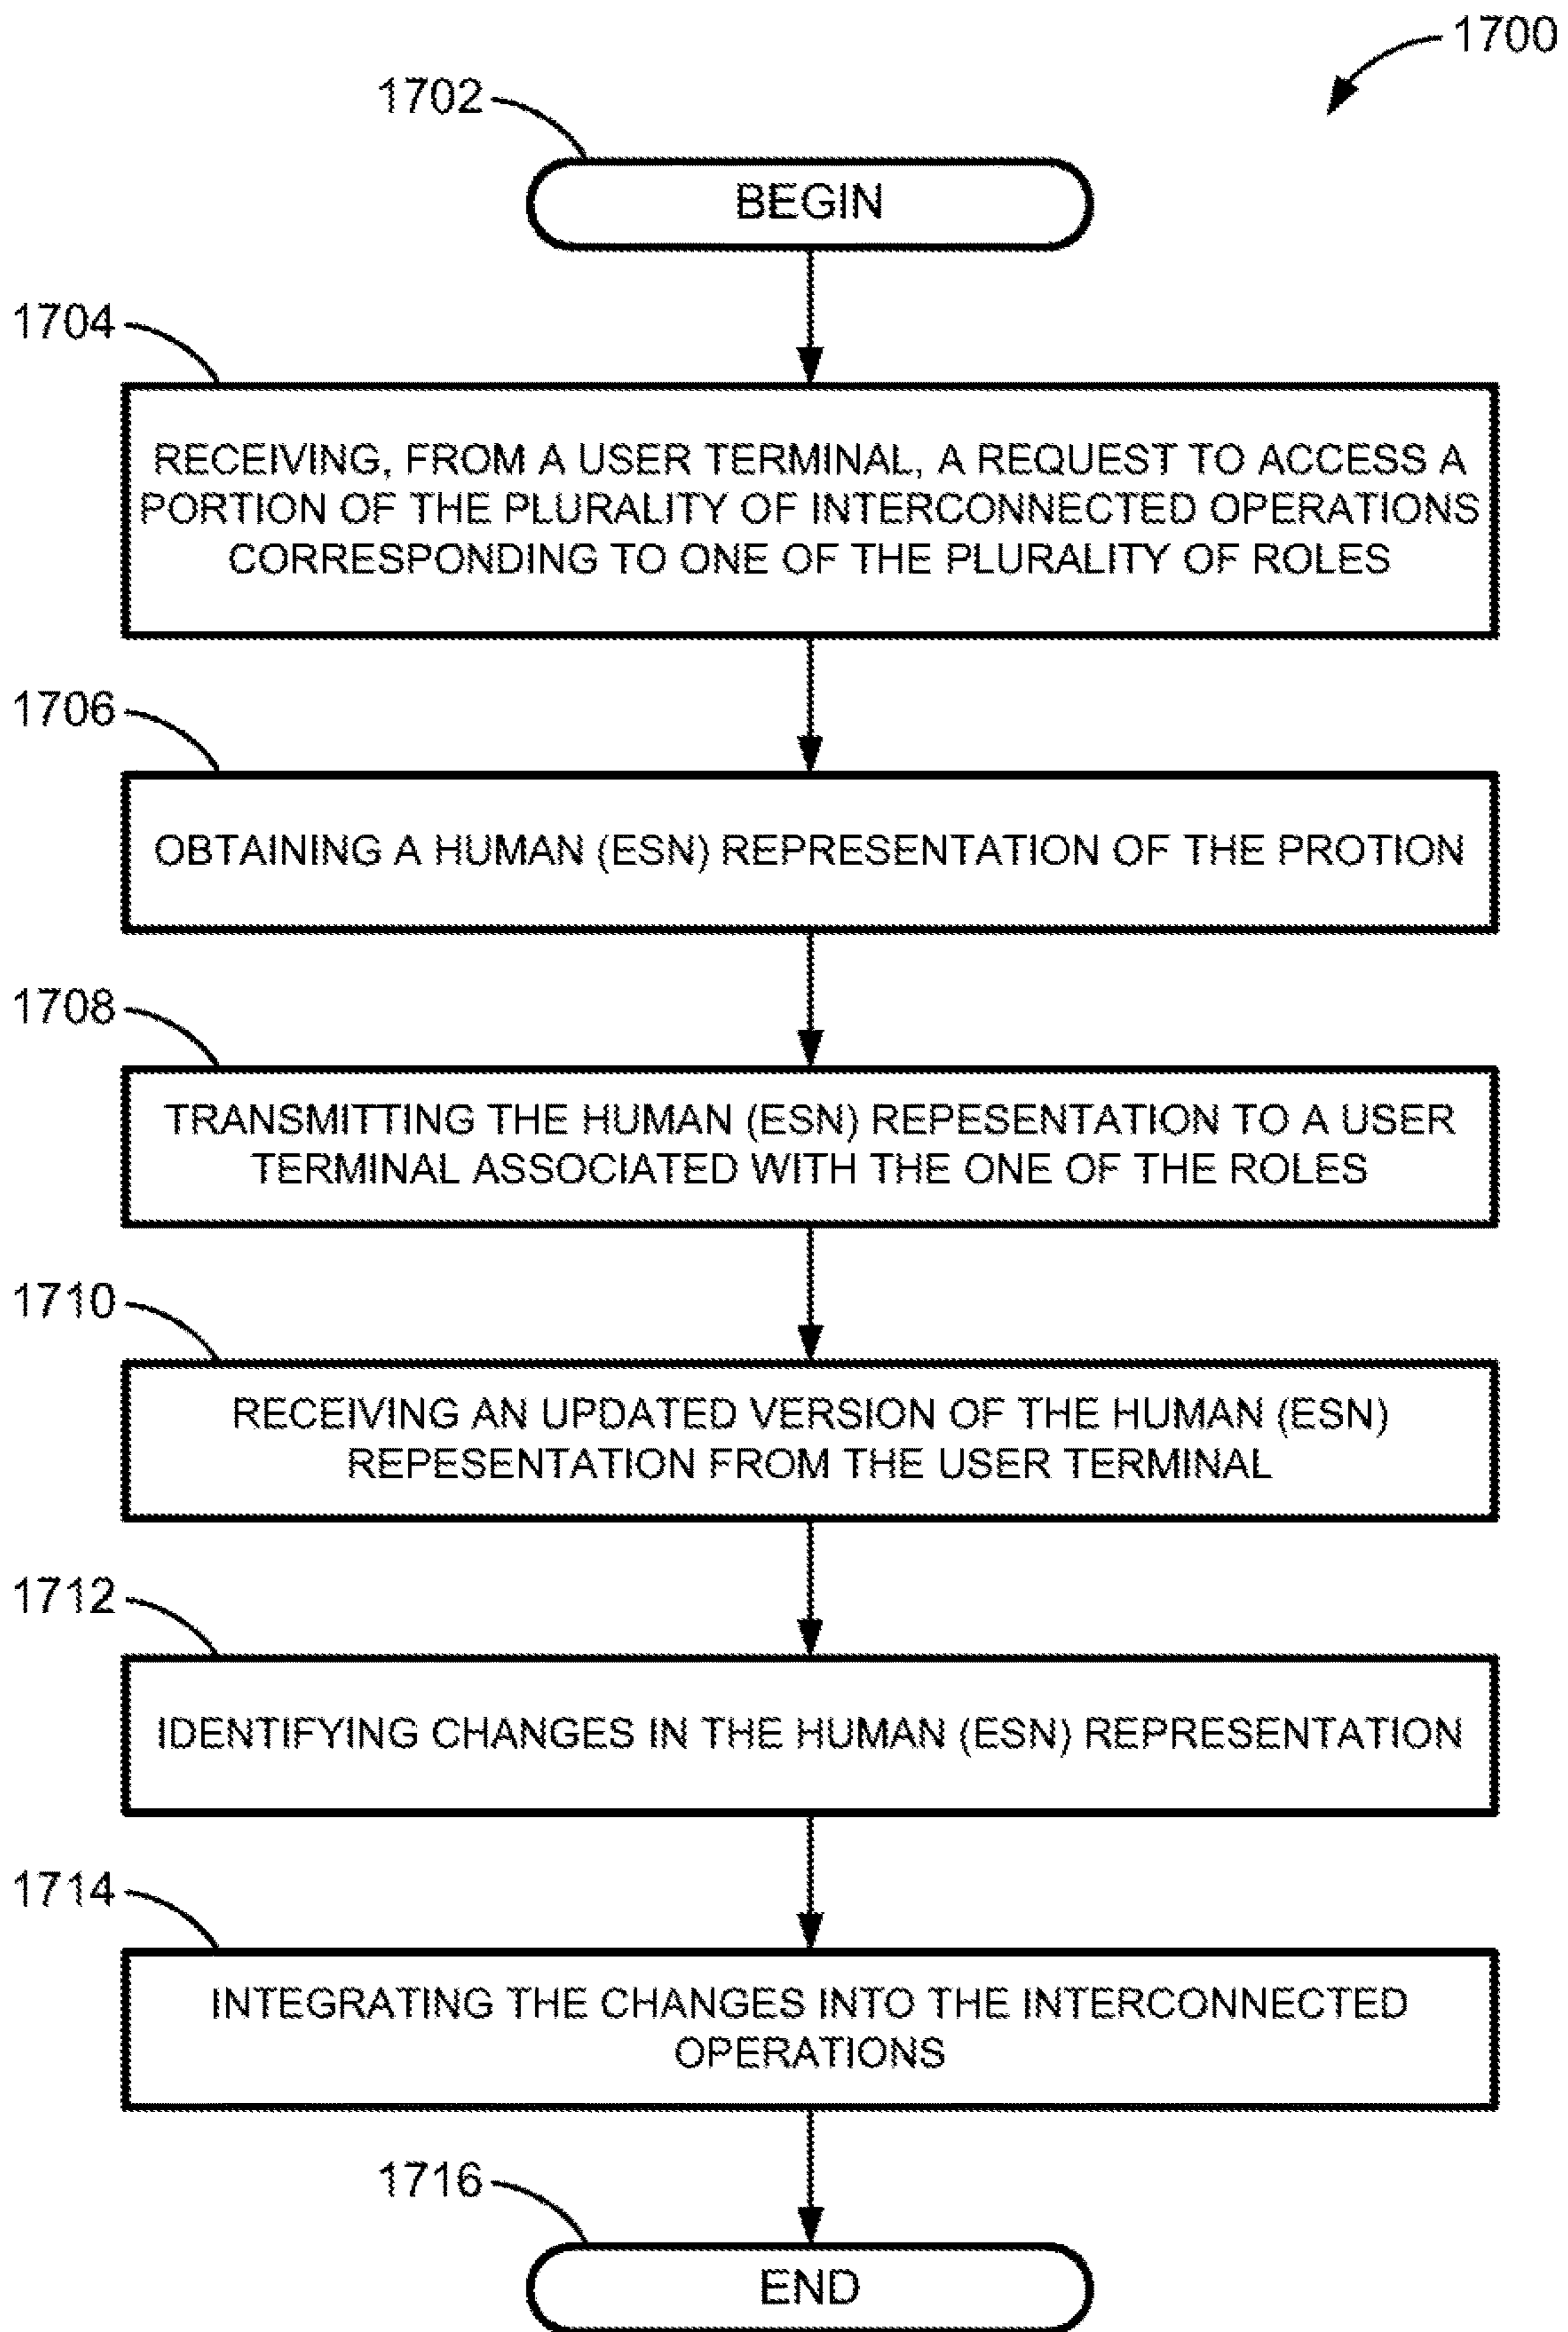 1700
1702
BEGIN
1704
RECEIVING, FROM A USER TERMINAL, A REQUEST TO ACCESS A
PORTION OF THE PLURALITY OF INTERCONNECTED OPERATIONS
CORRESPONDING TO ONE OF THE PLURALITY OF ROLES
1706
OBTAINING A HUMAN (ESN) REPRESENTATION OF THE PROTION
1708
TRANSMITTING THE HUMAN (ESN) REPESENTATION TO A USER
TERMINAL ASSOCIATED WITH THE ONE OF THE ROLES
1710
RECEIVING AN UPDATED VERSION OF THE HUMAN (ESN)
REPESENTATION FROM THE USER TERMINAL
1712
IDENTIFYING CHANGES IN THE HUMAN (ESN) REPRESENTATION
1714
INTEGRATING THE CHANGES INTO THE INTERCONNECTED
OPERATIONS
1716
END